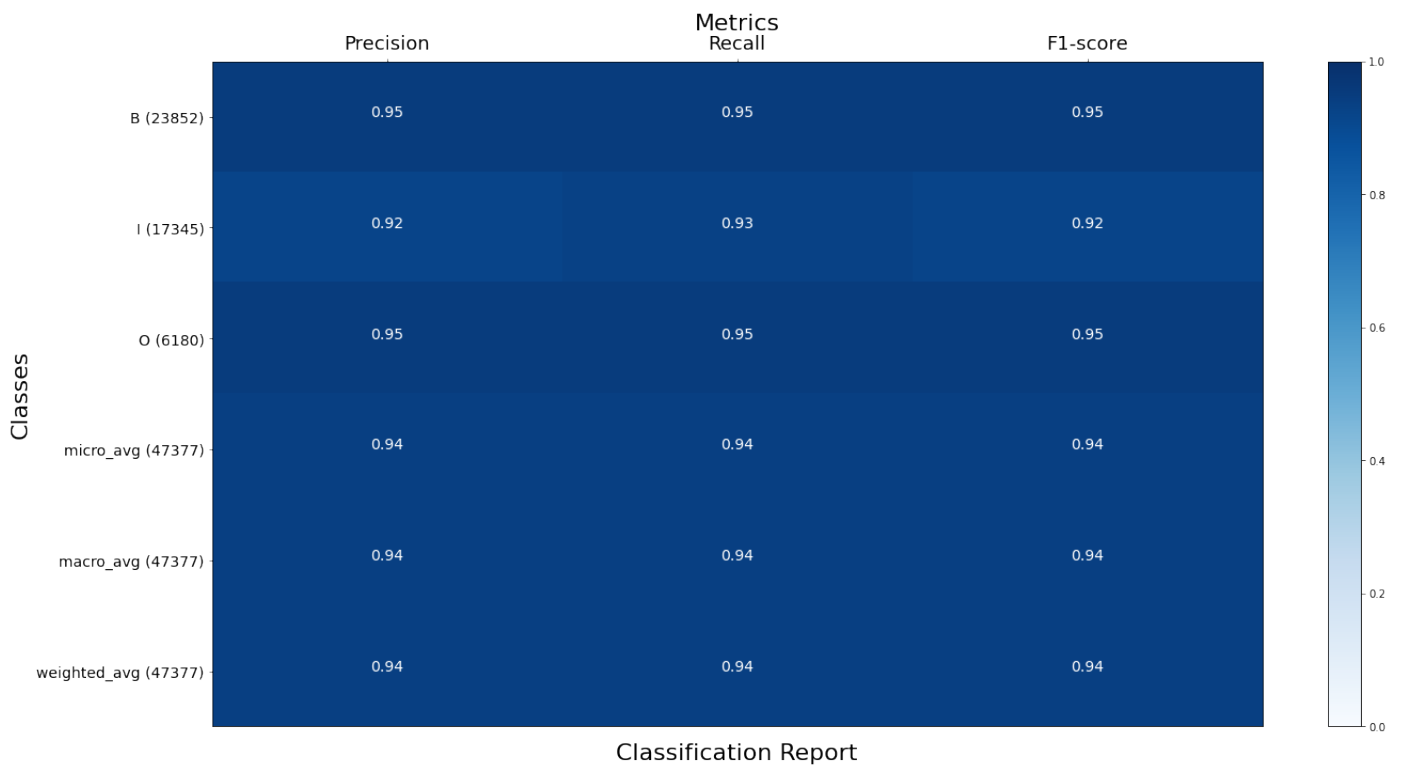 Metrics
Precision Recall F1-score
B (23852) 0.95 0.95 0.95
I (17345) 0.92 0.93 0.92
O (6180) 0.95 0.95 0.95
micro_avg (47377) 0.94 0.94 0.94
macro_avg (47377) 0.94 0.94 0.94
weighted_avg (47377) 0.94 0.94 0.94
Classes
Classification Report
1.0
0.8
0.6
0.4
0.2
0.0